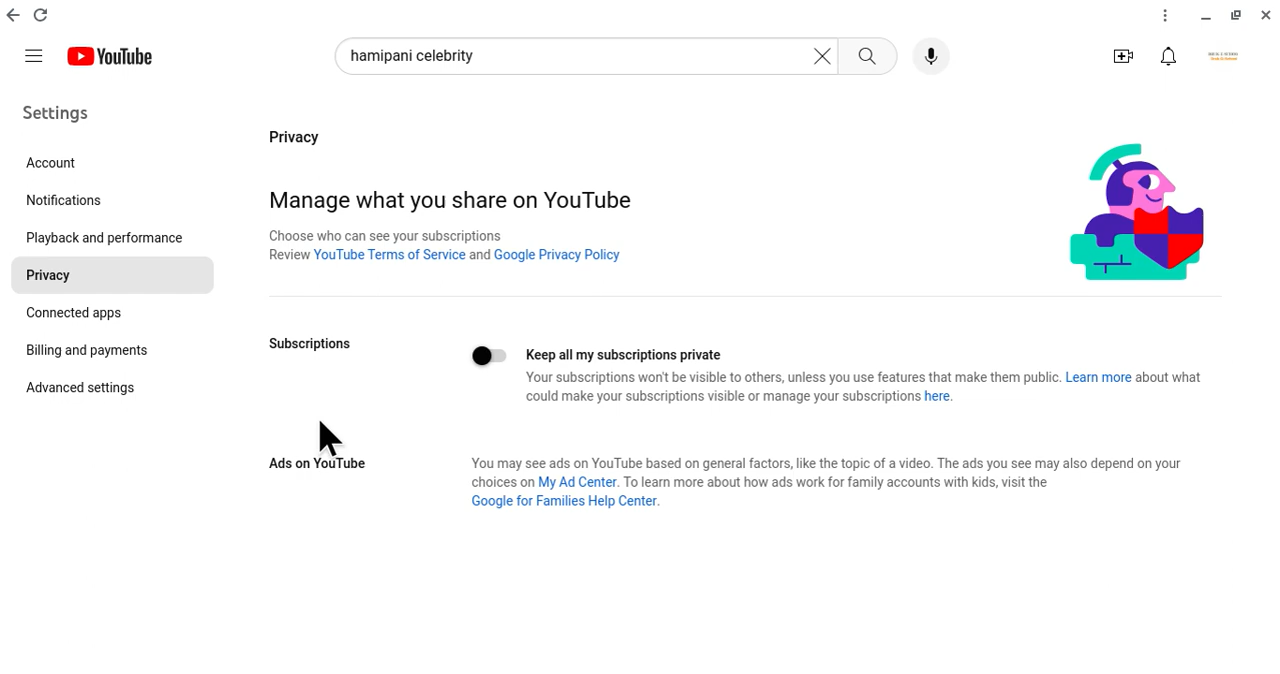 YouTube
hamipani celebrity
Settings
Account
Notifications
Playback and performance
Privacy
Connected apps
Billing and payments
Advanced settings
Privacy
Manage what you share on YouTube
Choose who can see your subscriptions
Review YouTube Terms of Service and Google Privacy Policy
Subscriptions
Keep all my subscriptions private
Your subscriptions won't be visible to others, unless you use features that make them public. Learn more about what
could make your subscriptions visible or manage your subscriptions here.
Ads on YouTube
You may see ads on YouTube based on general factors, like the topic of a video. The ads you see may also depend on your
choices on My Ad Center. To learn more about how ads work for family accounts with kids, visit the
Google for Families Help Center.